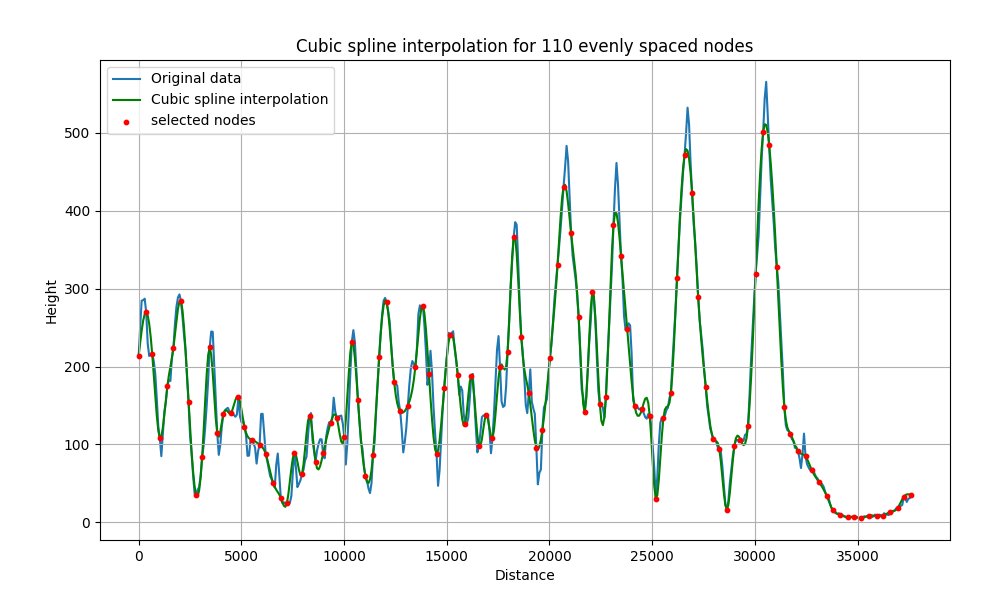 Cubic spline interpolation for 110 evenly spaced nodes
Original data
Cubic spline interpolation
selected nodes
500
400
300
200
100
0
Height
0 5000 10000 15000 20000 25000 30000 35000
Distance